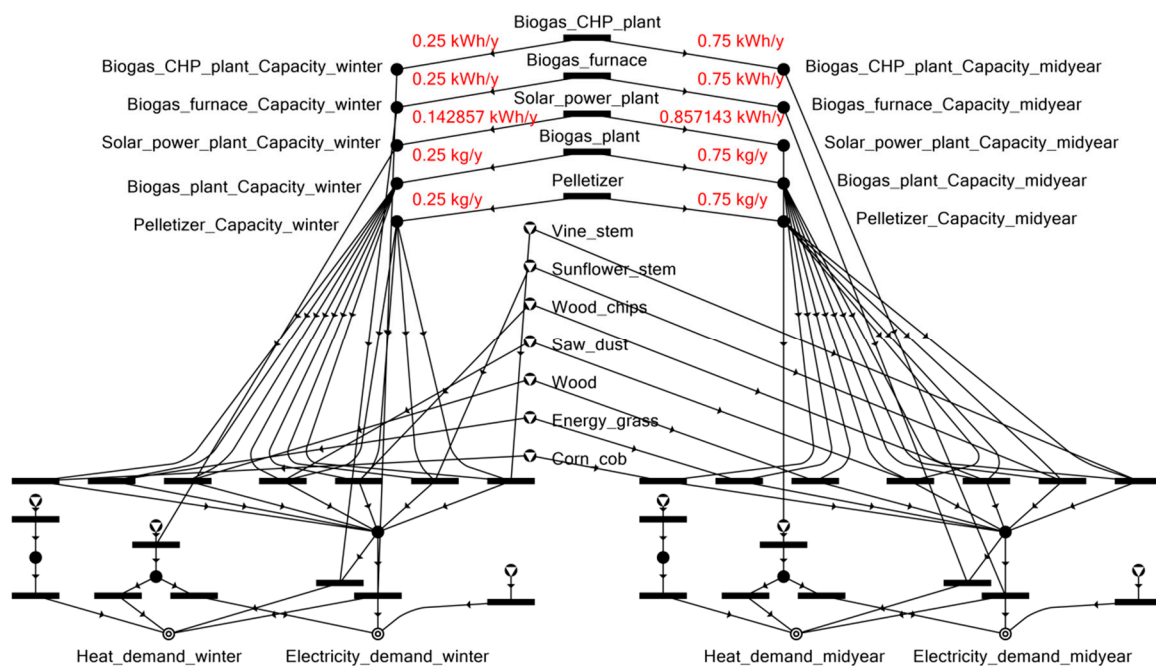 Biogas_CHP_plant
0.25 kWh/y 0.75 kWh/y
Biogas_CHP_plant_Capacity_winter Biogas_furnace Biogas_CHP_plant_Capacity_midyear
0.25 kWh/y 0.75 kWh/y
Biogas_furnace_Capacity_winter Solar_power_plant Biogas_furnace_Capacity_midyear
0.142857 kWh/y 0.857143 kWh/y
Solar_power_plant_Capacity_winter Biogas_plant Solar_power_plant_Capacity_midyear
0.25 kg/y 0.75 kg/y
Biogas_plant_Capacity_winter Pelletizer Biogas_plant_Capacity_midyear
0.25 kg/y 0.75 kg/y
Pelletizer_Capacity_winter Pelletizer_Capacity_midyear
Vine_stem
Sunflower_stem
Wood_chips
Saw_dust
Wood
Energy_grass
Corn_cob
Heat_demand_winter Electricity_demand_winter Heat_demand_midyear Electricity_demand_midyear